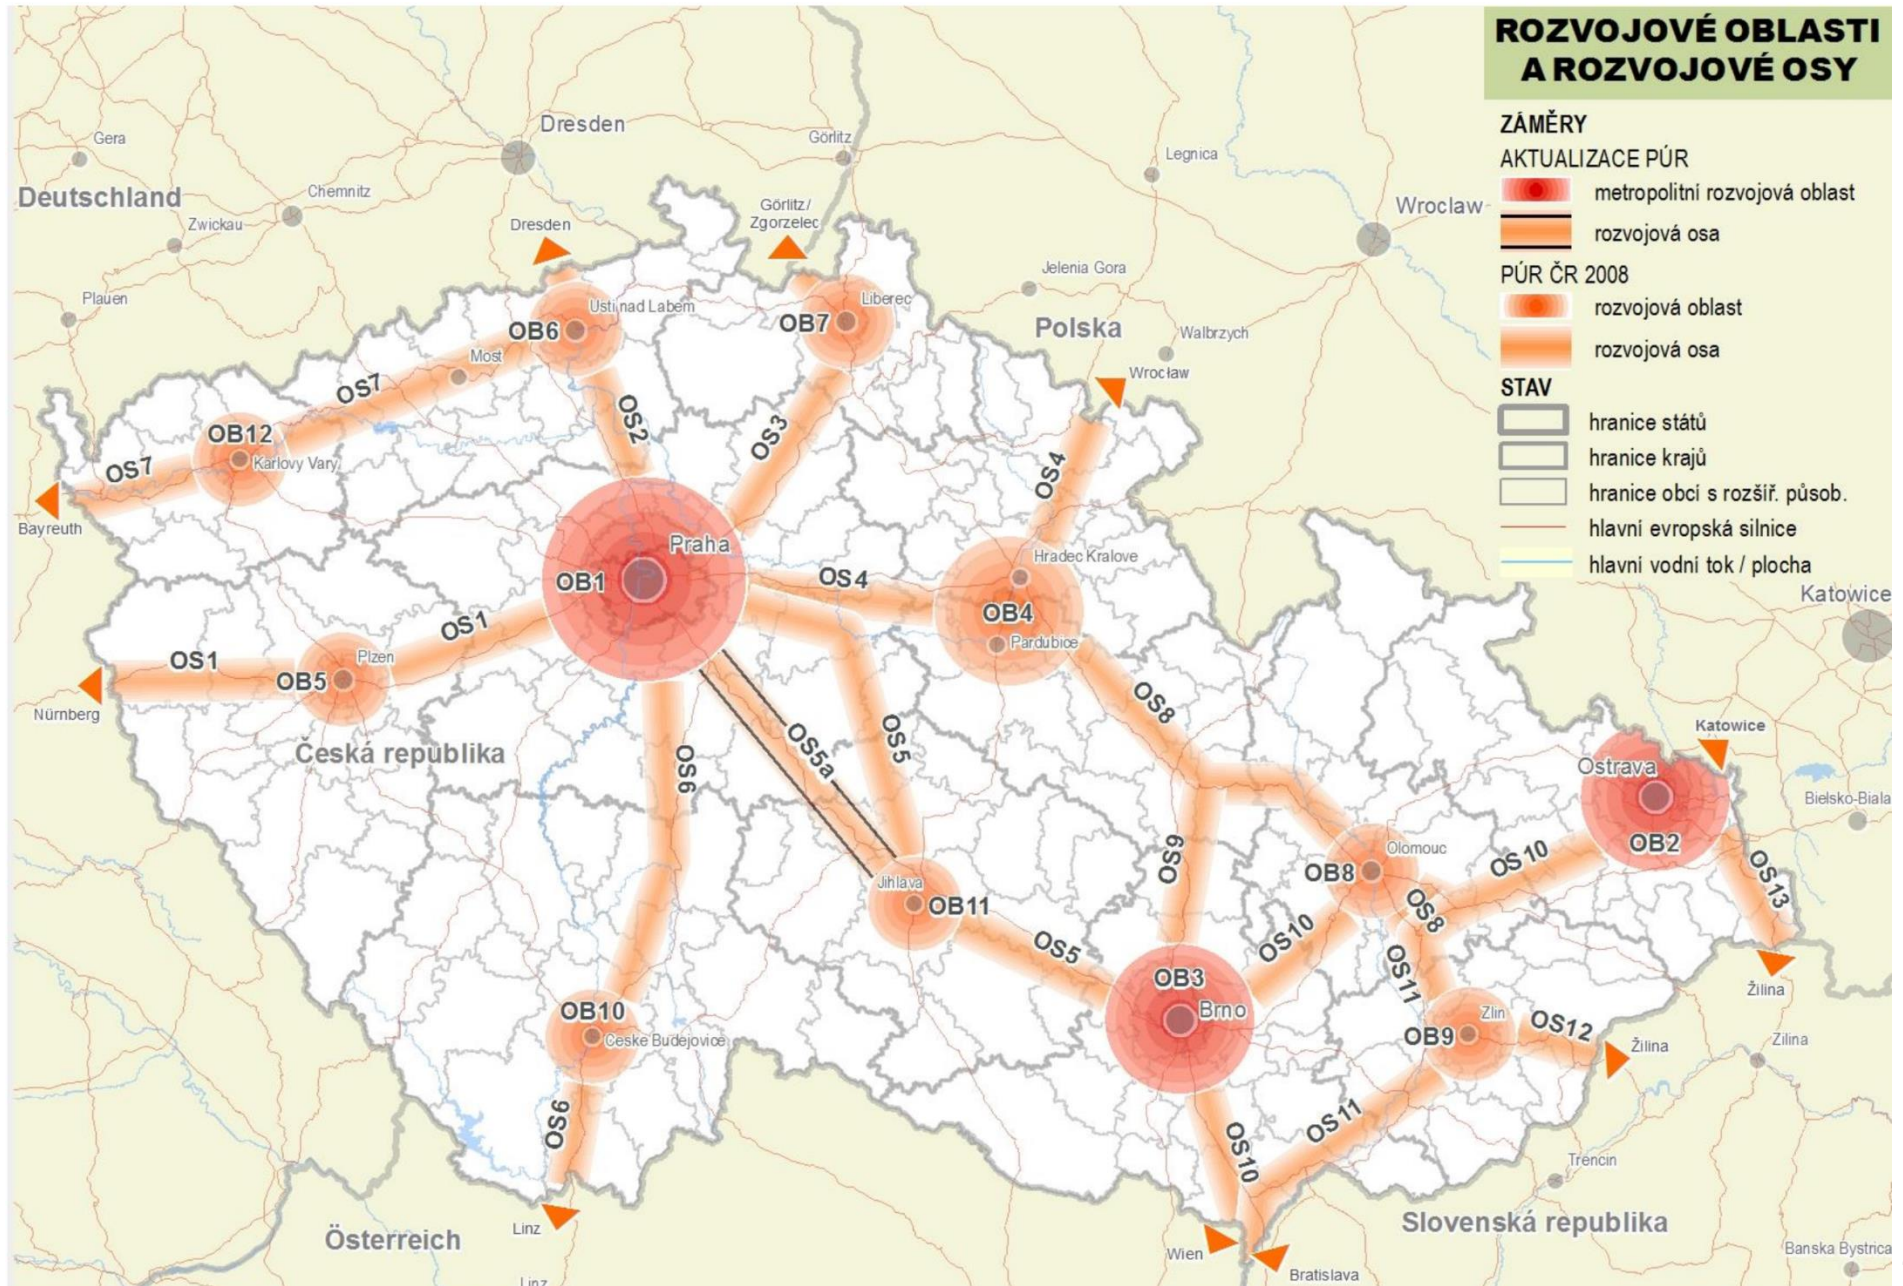 ROZVOJOVÉ OBLASTI
A ROZVOJOVÉ OSY
ZÁMĚRY
AKTUALIZACE PÚR
metropolitní rozvojová oblast
rozvojová osa
PÚR ČR 2008
rozvojová oblast
rozvojová osa
STAV
hranice států
hranice krajů
hranice obcí s rozšíř. působ.
hlavní evropská silnice
hlavní vodní tok / plocha
Dresden
Gera
Görlitz
Legnica
Deutschland
Chemnitz
Görlitz/
Zgorzelec
Wroclaw
Zwickau
Dresden
Jelenia Gora
Plauen
Usti nad Labem
Liberec
OB6
OB7
Polska
Walbrzych
Most
Wrocław
OS7
OS2
OS3
OB12
Karlovy Vary
OS7
OS4
Bayreuth
Praha
Hradec Kralove
OB1
OS4
Katowice
OB4
OS1
Pardubice
Plzen
OS1
OB5
Nürnberg
OS8
Katowice
Česká republika
OS6
OS5a
OS5
Ostrava
Bielsko-Biala
OB2
OS9
Olomouc
OS10
OB8
OS13
Jihlava
OB11
OS8
OS10
OS5
OS11
OB3
Žilina
Brno
OB10
Ceske Budejovice
Zlin
OB9
OS12
Žilina
Zilina
OS6
OS11
OS10
Trencin
Linz
Österreich
Slovenská republika
Wien
Bratislava
Banska Bystrica
Linz